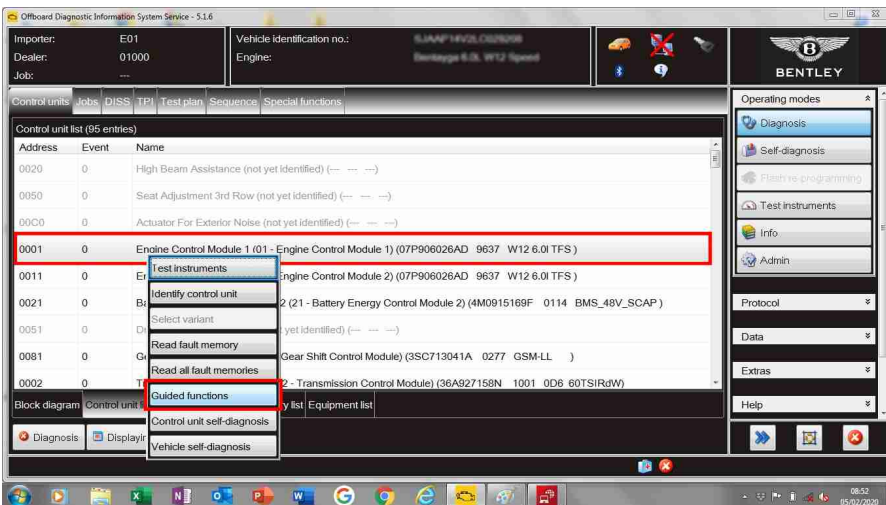 Offboard Diagnostic Information System Service - 5.1.6
Importer: E01
Dealer: 01000
Job: ---
Vehicle identification no.:
Engine: Bentayga 6.0L W12 Speed
BENTLEY
Control units Jobs DISS TPI Test plan Sequence Special functions
Control unit list (95 entries)
Address Event Name
0020 0 High Beam Assistance (not yet identified) (--- --- ---)
0050 0 Seat Adjustment 3rd Row (not yet identified) (--- --- ---)
00C0 0 Actuator For Exterior Noise (not yet identified) (--- --- ---)
0001 0 Engine Control Module 1 (01 - Engine Control Module 1) (07P906026AD 9637 W12 6.0l TFS )
0011 0 Engine Control Module 2) (07P906026AD 9637 W12 6.0l TFS )
0021 0 2 (21 - Battery Energy Control Module 2) (4M0915169F 0114 BMS_48V_SCAP )
0051 0 yet identified) (--- --- ---)
0081 0 Gear Shift Control Module) (3SC713041A 0277 GSM-LL )
0002 0 2 - Transmission Control Module) (36A927158N 1001 0D6 60TSIRdW)
Test instruments
Identify control unit
Select variant
Read fault memory
Read all fault memories
Guided functions
Control unit self-diagnosis
Vehicle self-diagnosis
Block diagram Control unit list Equipment list
Diagnosis
Operating modes
Diagnosis
Self-diagnosis
Flash re-programming
Test instruments
Info
Admin
Protocol
Data
Extras
Help
08:52
05/02/2020